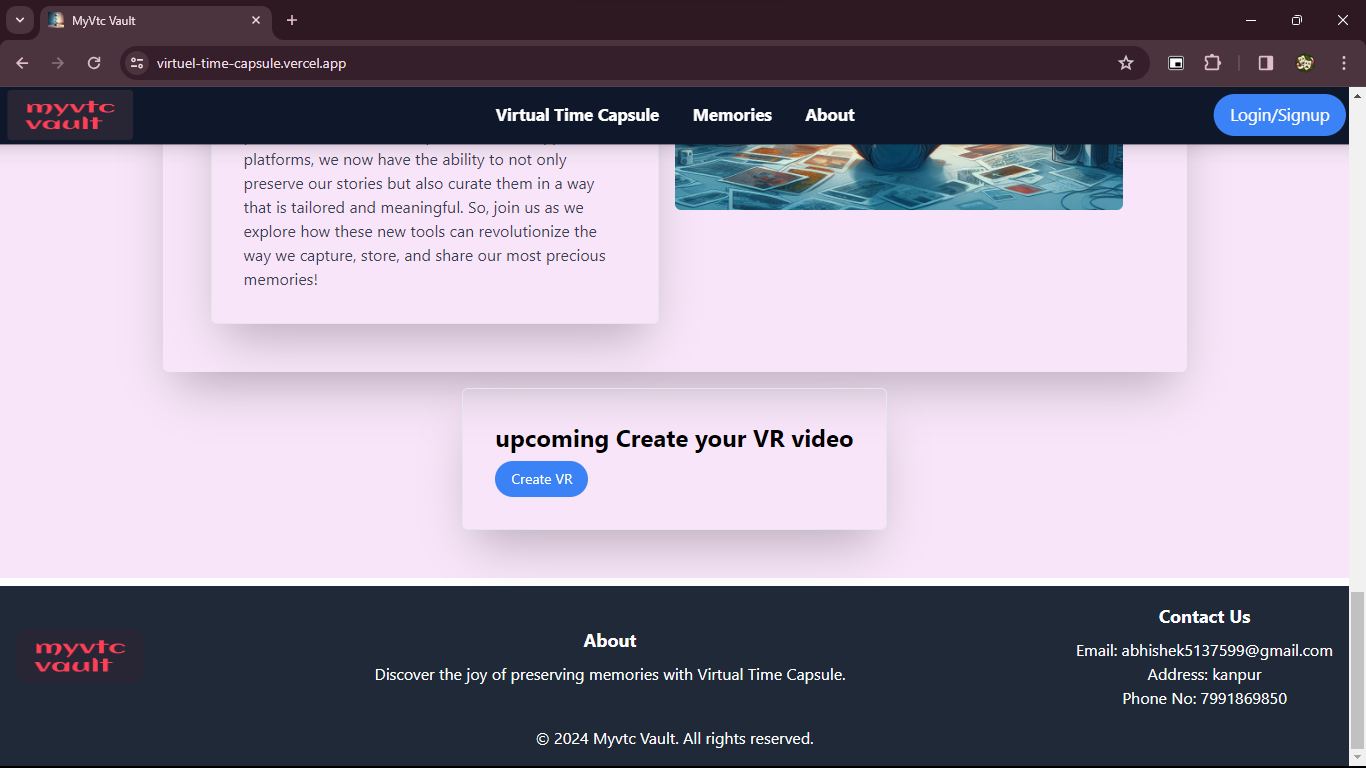 MyVtc Vault
virtuel-time-capsule.vercel.app
myvtc
vault
Virtual Time Capsule
Memories
About
Login/Signup
platforms, we now have the ability to not only
preserve our stories but also curate them in a way
that is tailored and meaningful. So, join us as we
explore how these new tools can revolutionize the
way we capture, store, and share our most precious
memories!
upcoming Create your VR video
Create VR
myvtc
vault
About
Discover the joy of preserving memories with Virtual Time Capsule.
Contact Us
Email: abhishek5137599@gmail.com
Address: kanpur
Phone No: 7991869850
© 2024 Myvtc Vault. All rights reserved.